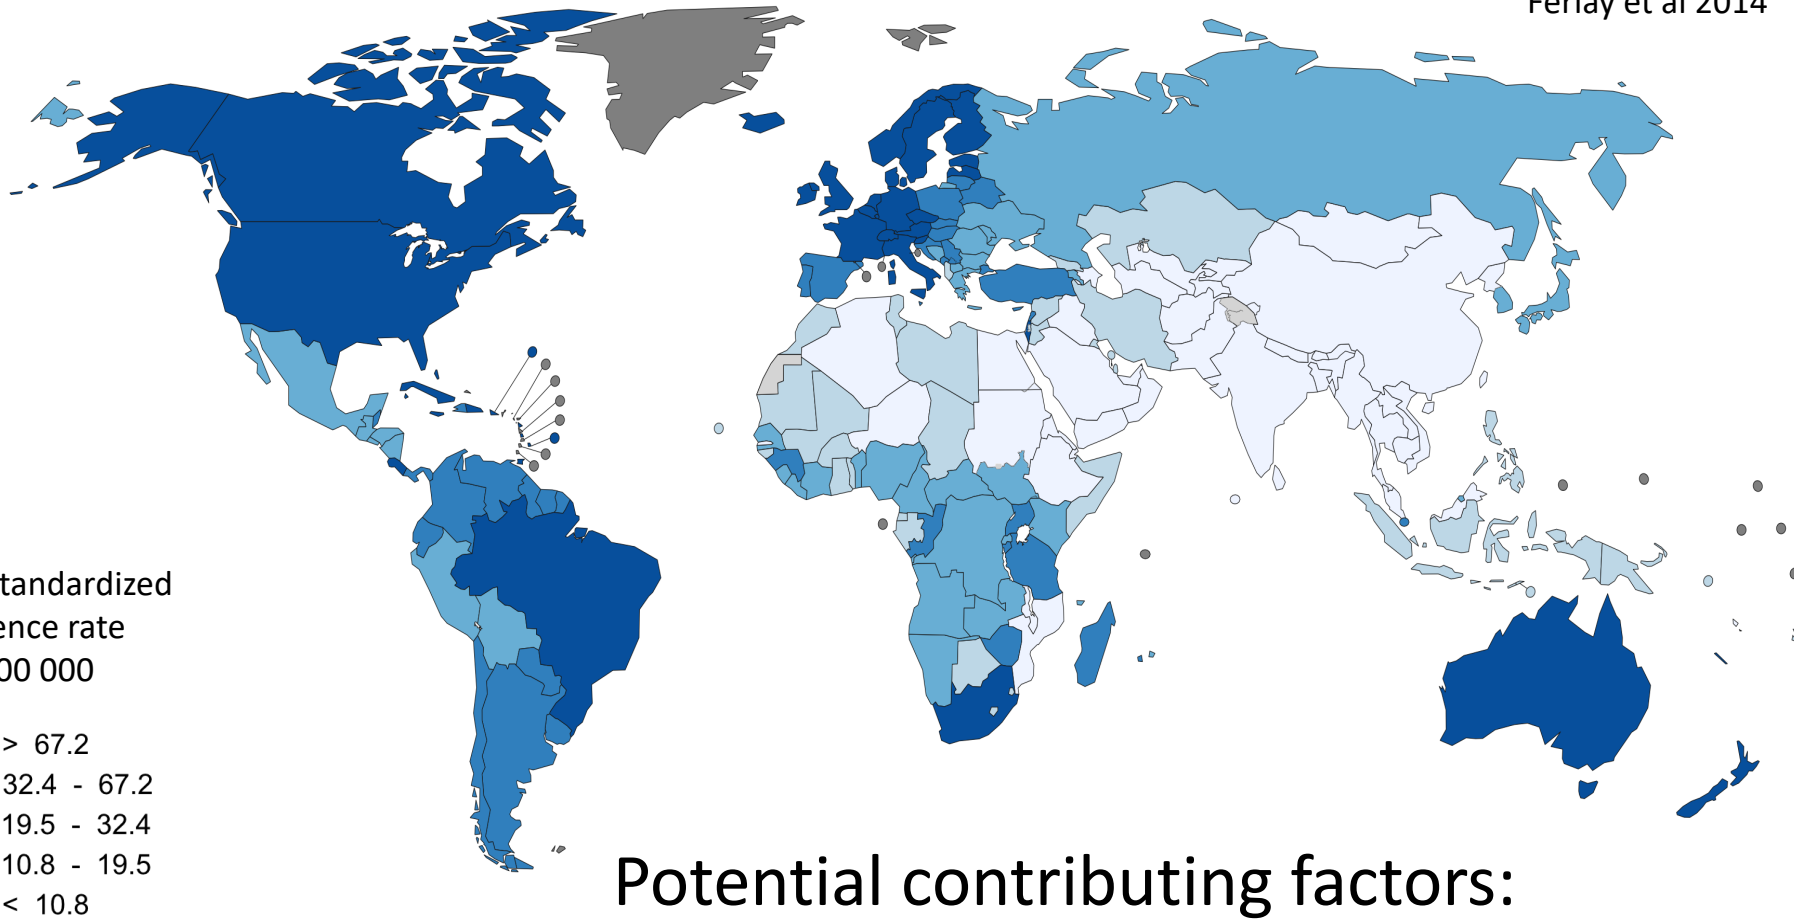 Ferlay et al 2014
tandardized
ence rate
00 000
> 67.2
32.4 - 67.2
19.5 - 32.4
10.8 - 19.5
< 10.8
Potential contributing factors: